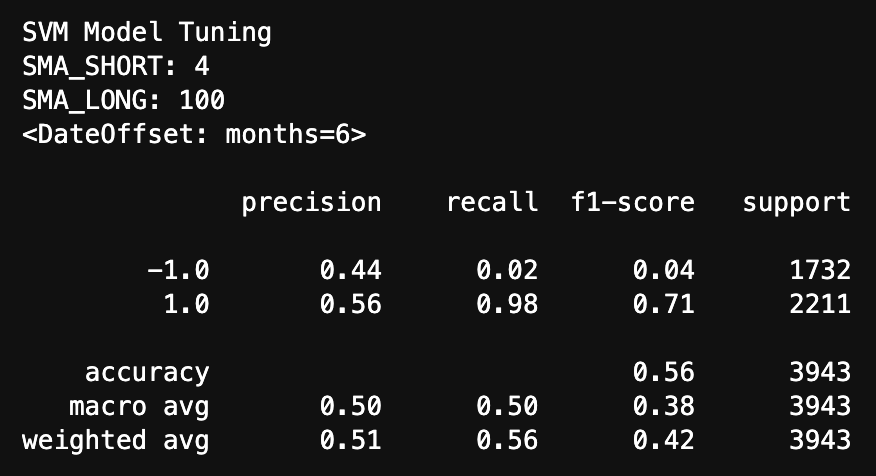 SVM Model Tuning
SMA_SHORT: 4
SMA_LONG: 100
<DateOffset: months=6>
precision recall f1-score support
-1.0 0.44 0.02 0.04 1732
1.0 0.56 0.98 0.71 2211
accuracy 0.56 3943
macro avg 0.50 0.50 0.38 3943
weighted avg 0.51 0.56 0.42 3943